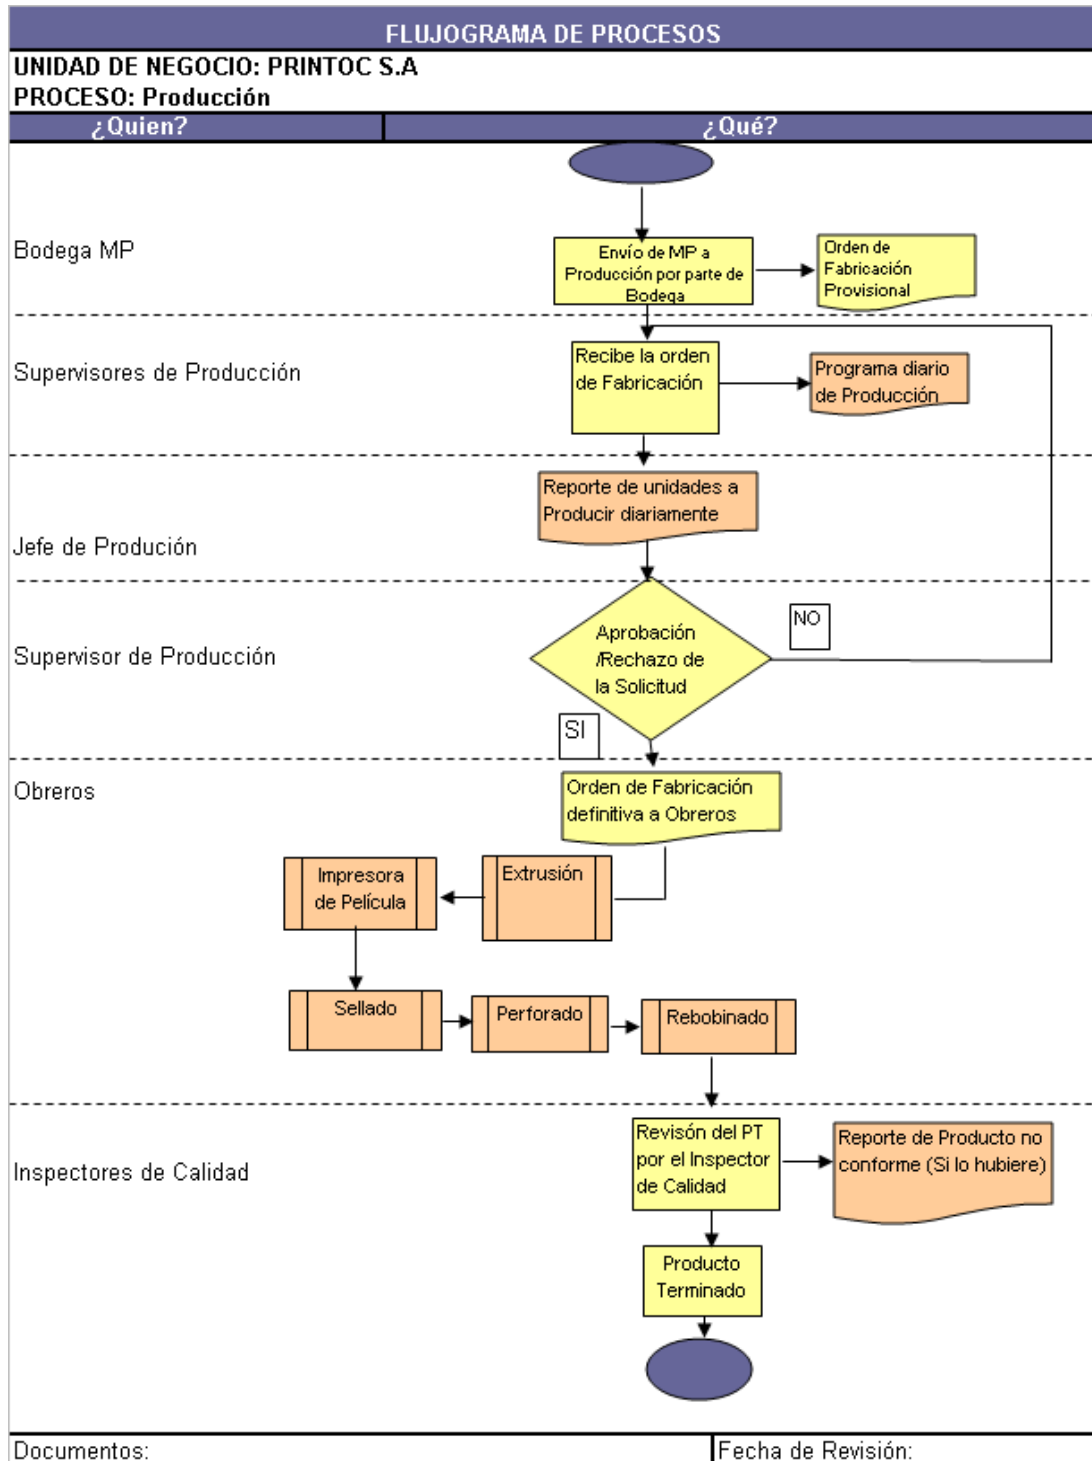 FLUJOGRAMA DE PROCESOS
UNIDAD DE NEGOCIO: PRINTOC S.A
PROCESO: Producción
¿Quien?
¿Qué?
Bodega MP
Envío de MP a
Producción por parte de
Bodega
Orden de
Fabricación
Provisional
Supervisores de Producción
Recibe la orden
de Fabricación
Programa diario
de Producción
Reporte de unidades a
Producir diariamente
Jefe de Produción
Aprobación
/Rechazo de
la Solicitud
NO
Supervisor de Producción
SI
Obreros
Orden de Fabricación
definitiva a Obreros
Impresora
de Película
Extrusión
Sellado
Perforado
Rebobinado
Inspectores de Calidad
Revisón del PT
por el Inspector
de Calidad
Reporte de Producto no
conforme (Si lo hubiere)
Producto
Terminado
Documentos:
Fecha de Revisión: